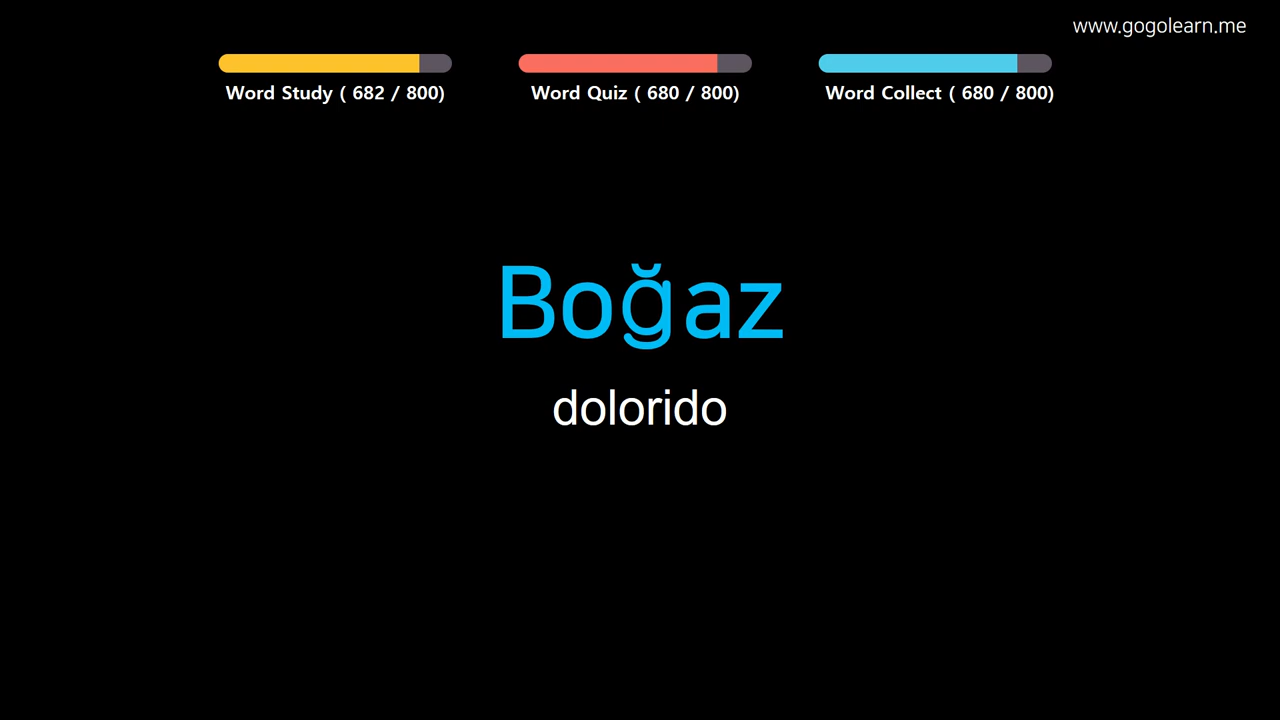 www.gogolearn.me
Word Study ( 682 / 800)
Word Quiz ( 680 / 800)
Word Collect ( 680 / 800)
Boğaz
dolorido